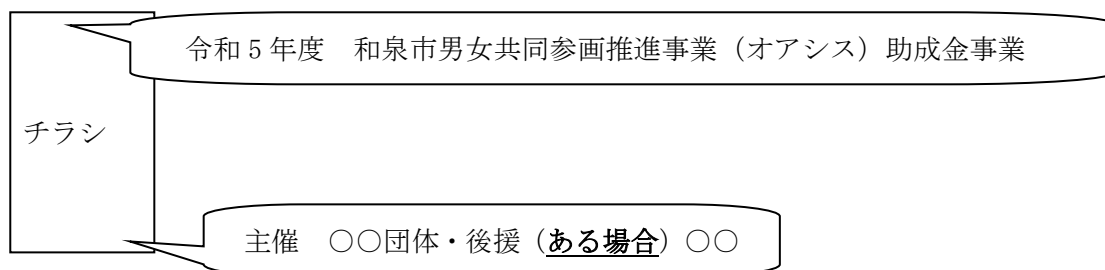 令和5年度　和泉市男女共同参画推進事業（オアシス）助成金事業
チラシ
主催　○○団体・後援（ある場合）○○